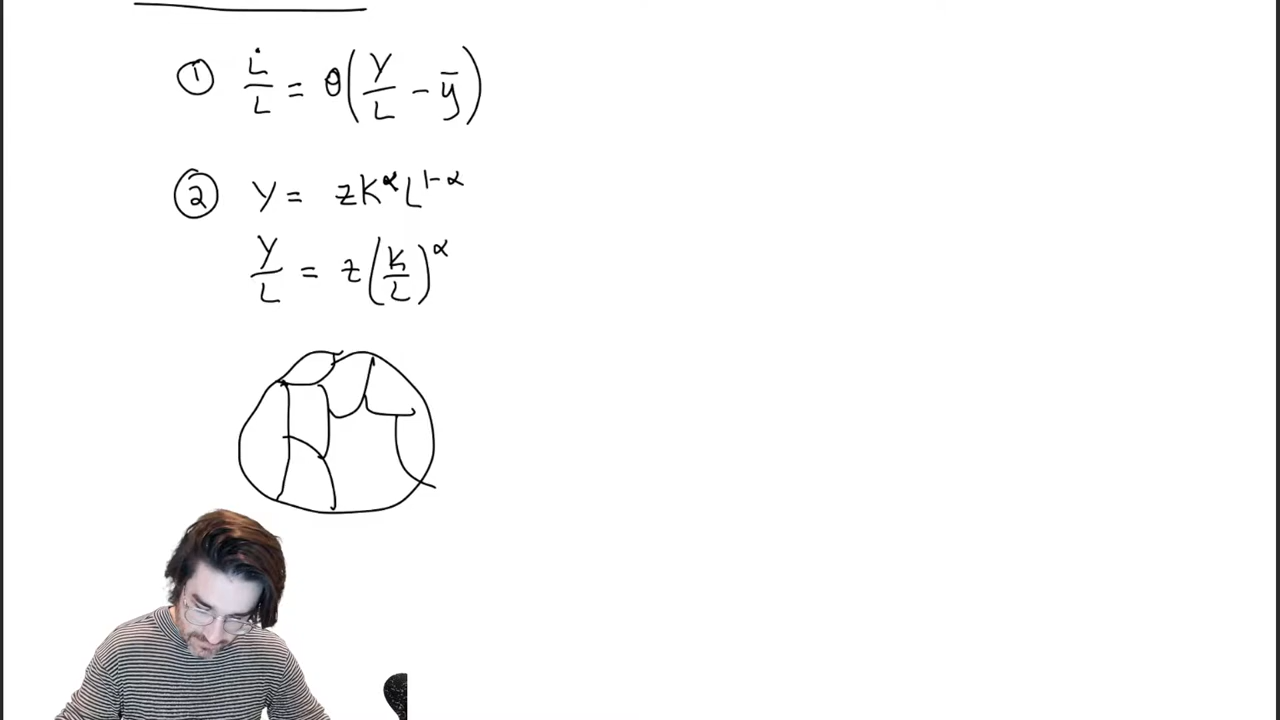 ① L̇/L = θ(Y/L − ȳ)
② Y = zK^α L^{1-α}
Y/L = z(K/L)^α